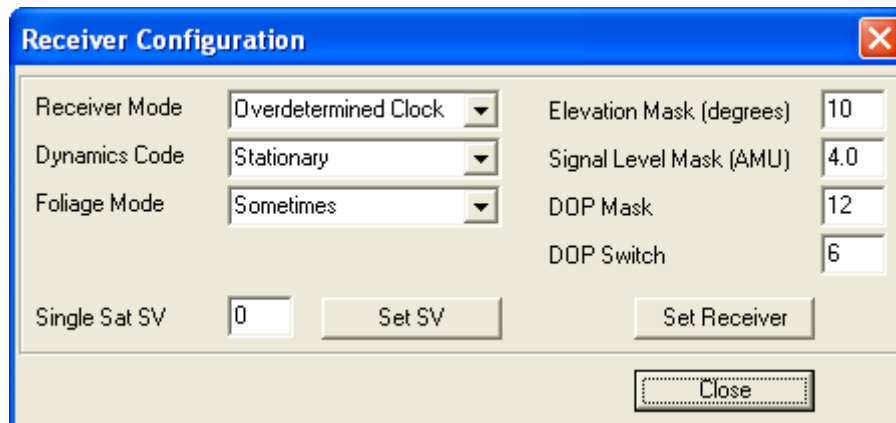 Receiver Configuration
Receiver Mode Overdetermined Clock Elevation Mask (degrees) 10
Dynamics Code Stationary Signal Level Mask (AMU) 4.0
Foliage Mode Sometimes DOP Mask 12
DOP Switch 6
Single Sat SV 0 Set SV Set Receiver
Close